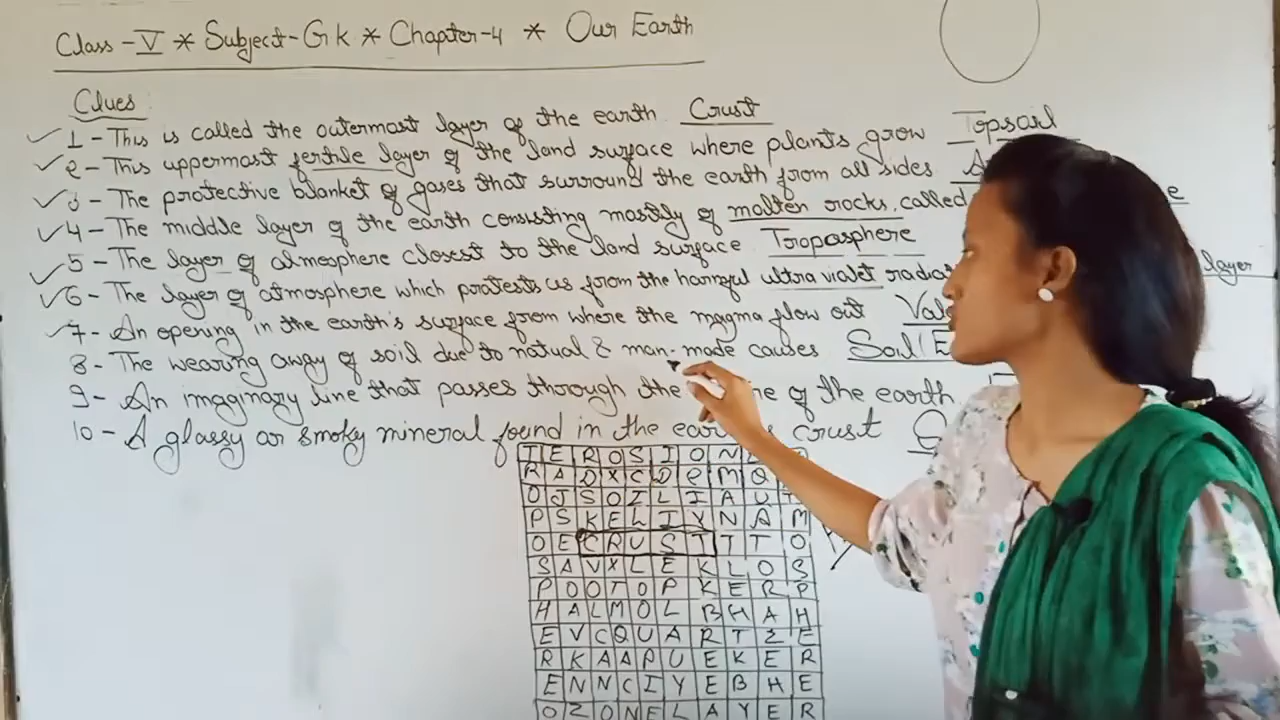 Class - V * Subject - G k * Chapter-4 * Our Earth
Clues :
1 - This is called the outermost layer of the earth Crust
2 - This uppermost fertile layer of the land surface where plants grow Topsoil
3 - The protective blanket of gases that surround the earth from all sides
4 - The middle layer of the earth consisting mostly of molten rocks. called
5 - The layer of atmosphere closest to the land surface Troposphere
6 - The layer of atmosphere which protests us from the harmful ultra violet layer
7 - An opening in the earth's surface from where the magma flow out
8 - The wearing away of soil due to natual & man-made causes Soil
9 - An imaginary line that passes through the of the earth
10 - A glassy or smoky mineral found in the crust
T E R O S I O N
R A D X C D P M Q
O J S O I L I A U
P S K E L I Y N A M
O E C R U S T T T O
S A V X L E K L O S
P O O T O P K E R P
H A L M O L B H A H
E V C Q U A R T Z E
R K A A P U E K E R
E N N C I Y E B H E
O Z O N E L A Y E R